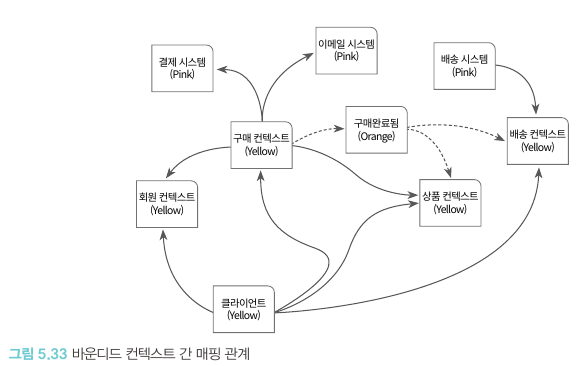 이메일 시스템
(Pink)
결제 시스템
(Pink)
배송 시스템
(Pink)
구매 컨텍스트
(Yellow)
구매완료됨
(Orange)
배송 컨텍스트
(Yellow)
회원 컨텍스트
(Yellow)
상품 컨텍스트
(Yellow)
클라이언트
(Yellow)
그림 5.33 바운디드 컨텍스트 간 매핑 관계